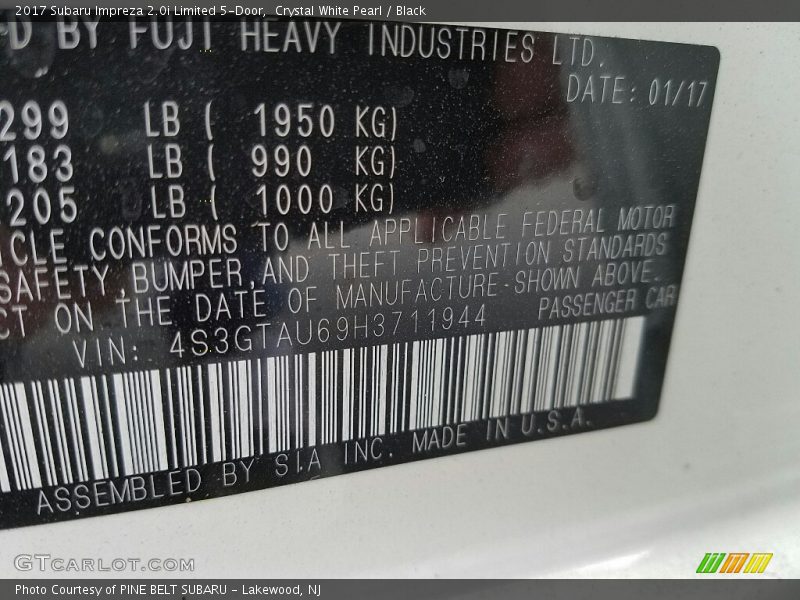 2017 Subaru Impreza 2.0i Limited 5-Door, Crystal White Pearl / Black
D BY FUJI HEAVY INDUSTRIES LTD.
DATE: 01/17
299 LB ( 1950 KG)
183 LB ( 990 KG)
205 LB ( 1000 KG)
ICLE CONFORMS TO ALL APPLICABLE FEDERAL MOTOR
SAFETY,BUMPER,AND THEFT PREVENTION STANDARDS
CT ON THE DATE OF MANUFACTURE SHOWN ABOVE.
VIN: 4S3GTAU69H3711944 PASSENGER CAR
ASSEMBLED BY SIA INC. MADE IN U.S.A.
GTCARLOT.COM
Photo Courtesy of PINE BELT SUBARU - Lakewood, NJ